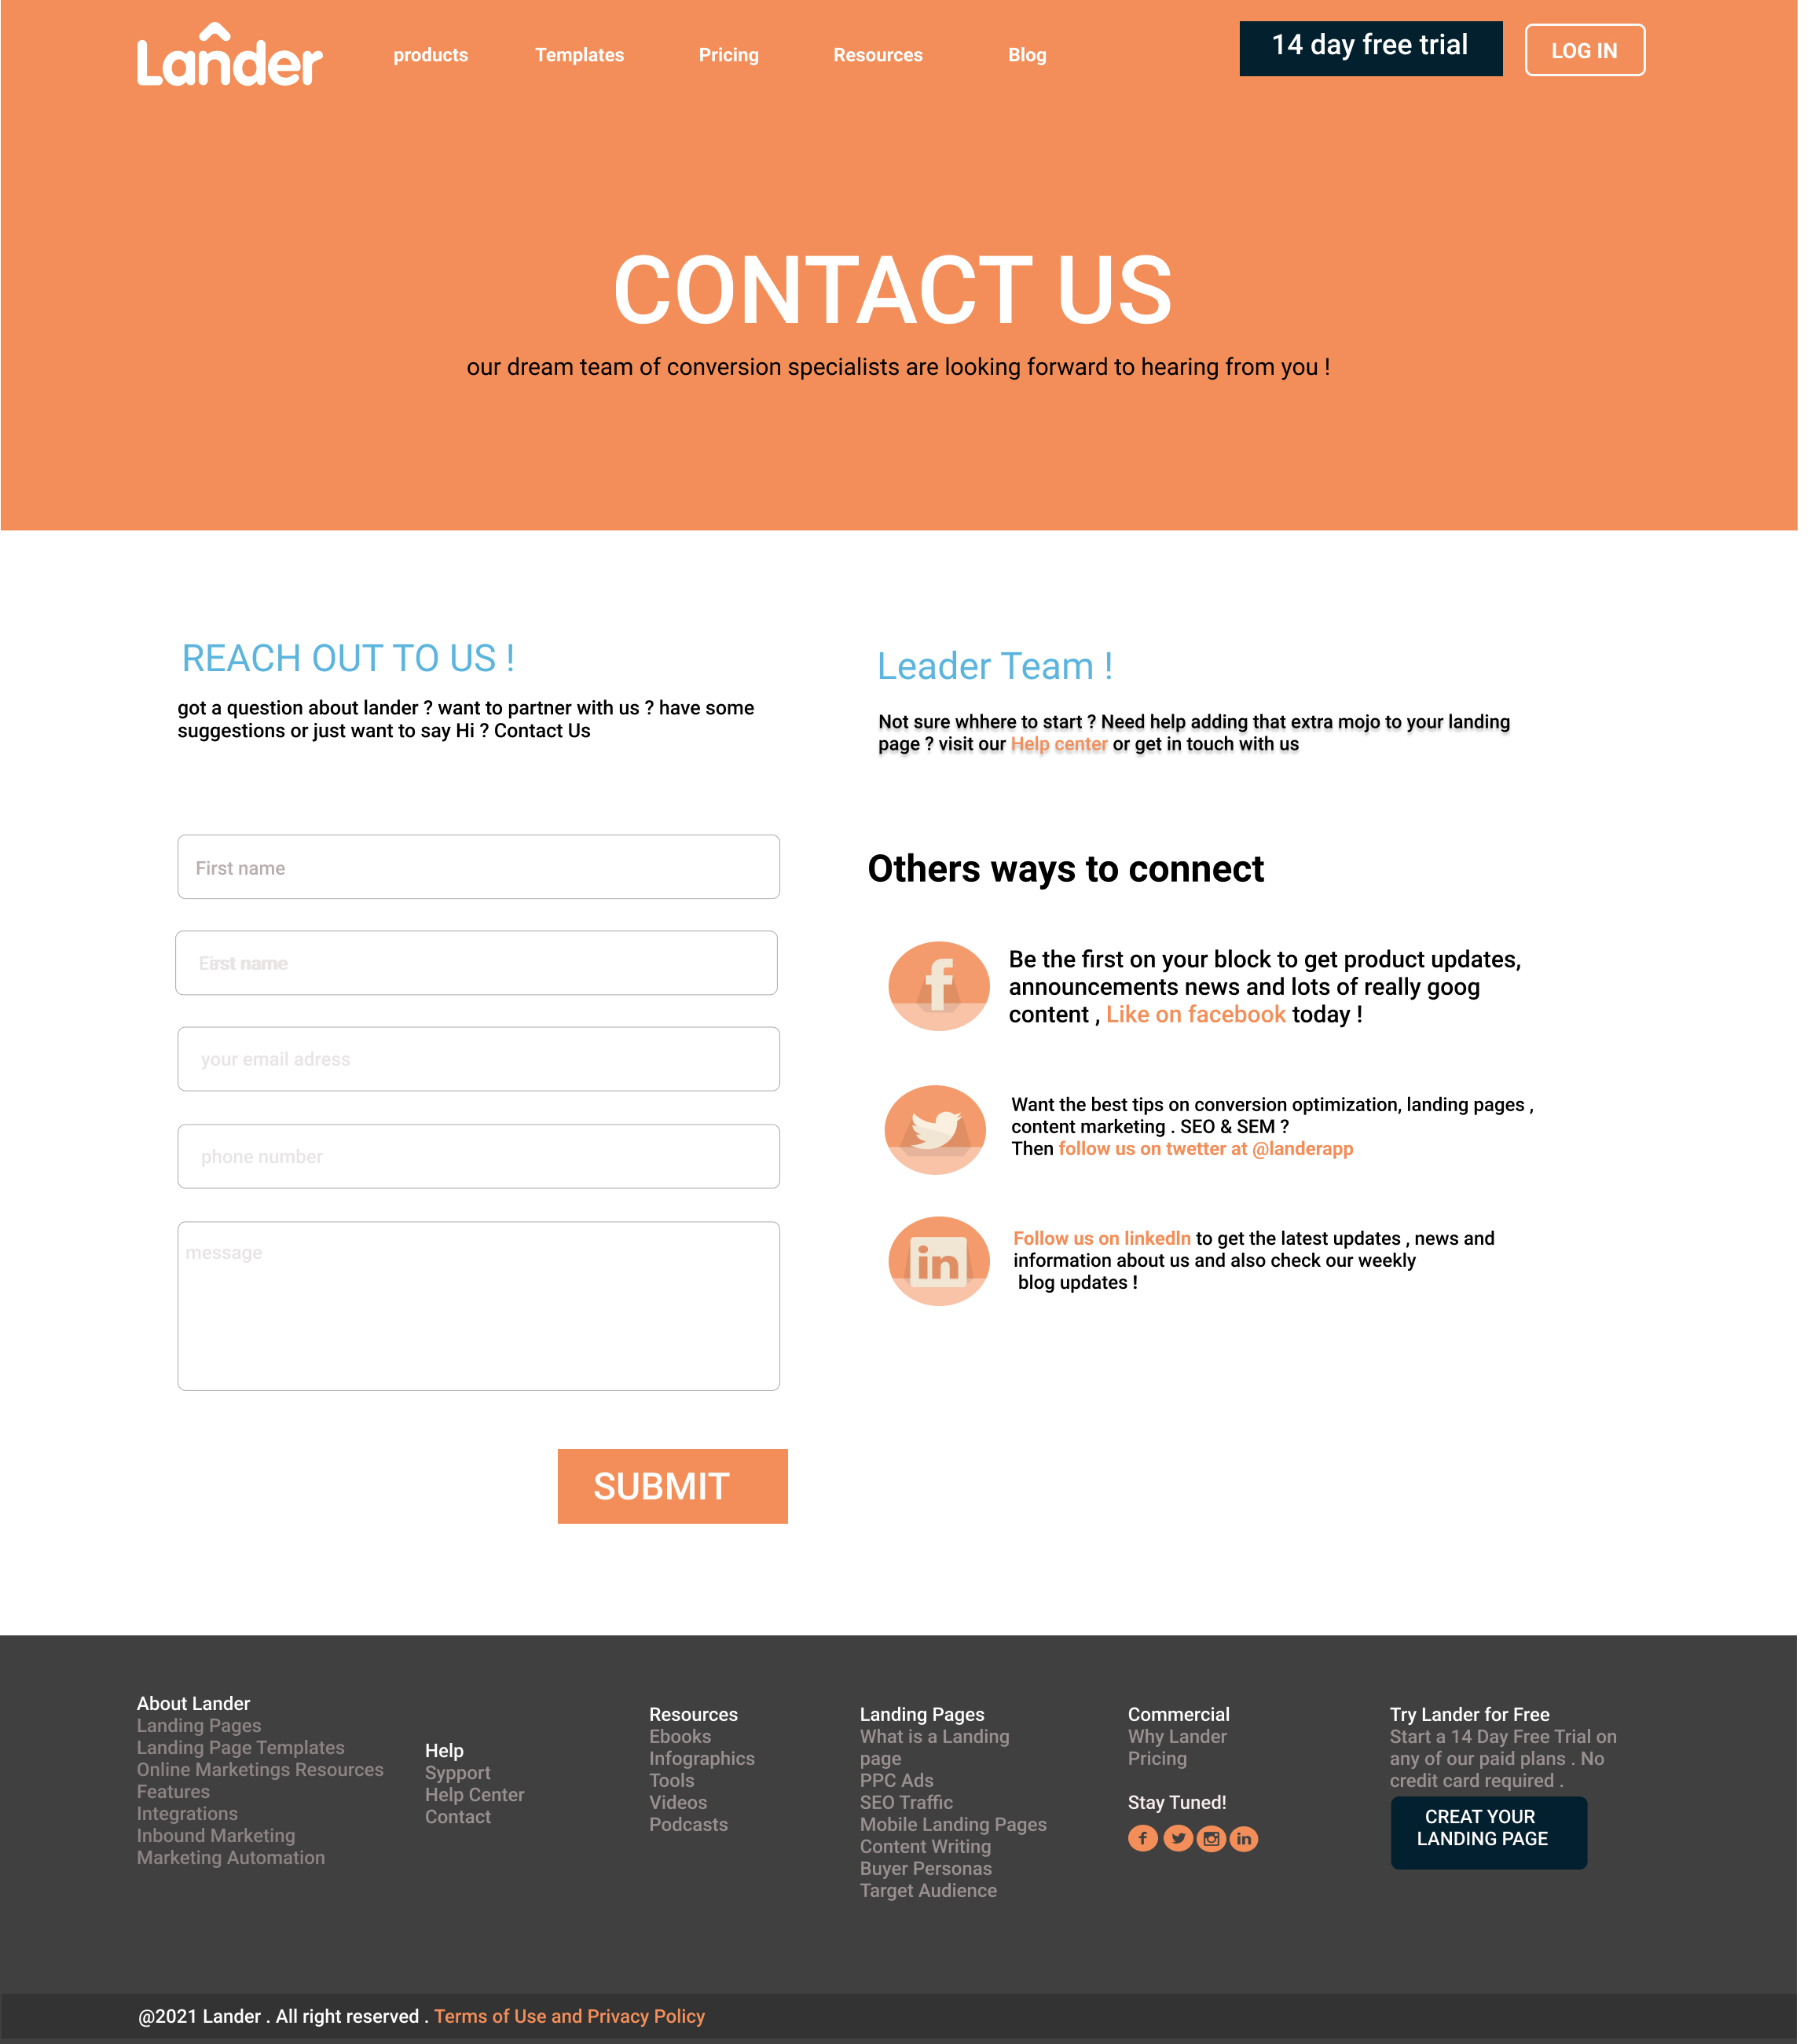 Lander
products Templates Pricing Resources Blog
14 day free trial
LOG IN
CONTACT US
our dream team of conversion specialists are looking forward to hearing from you !
REACH OUT TO US !
got a question about lander ? want to partner with us ? have some
suggestions or just want to say Hi ? Contact Us
First name
First name
your email adress
phone number
message
SUBMIT
Leader Team !
Not sure whhere to start ? Need help adding that extra mojo to your landing
page ? visit our Help center or get in touch with us
Others ways to connect
Be the first on your block to get product updates,
announcements news and lots of really goog
content , Like on facebook today !
Want the best tips on conversion optimization, landing pages ,
content marketing . SEO & SEM ?
Then follow us on twetter at @landerapp
in
Follow us on linkedln to get the latest updates , news and
information about us and also check our weekly
blog updates !
About Lander
Landing Pages
Landing Page Templates
Online Marketings Resources
Features
Integrations
Inbound Marketing
Marketing Automation
Help
Sypport
Help Center
Contact
Resources
Ebooks
Infographics
Tools
Videos
Podcasts
Landing Pages
What is a Landing
page
PPC Ads
SEO Traffic
Mobile Landing Pages
Content Writing
Buyer Personas
Target Audience
Commercial
Why Lander
Pricing
Stay Tuned!
Try Lander for Free
Start a 14 Day Free Trial on
any of our paid plans . No
credit card required .
CREAT YOUR
LANDING PAGE
@2021 Lander . All right reserved . Terms of Use and Privacy Policy